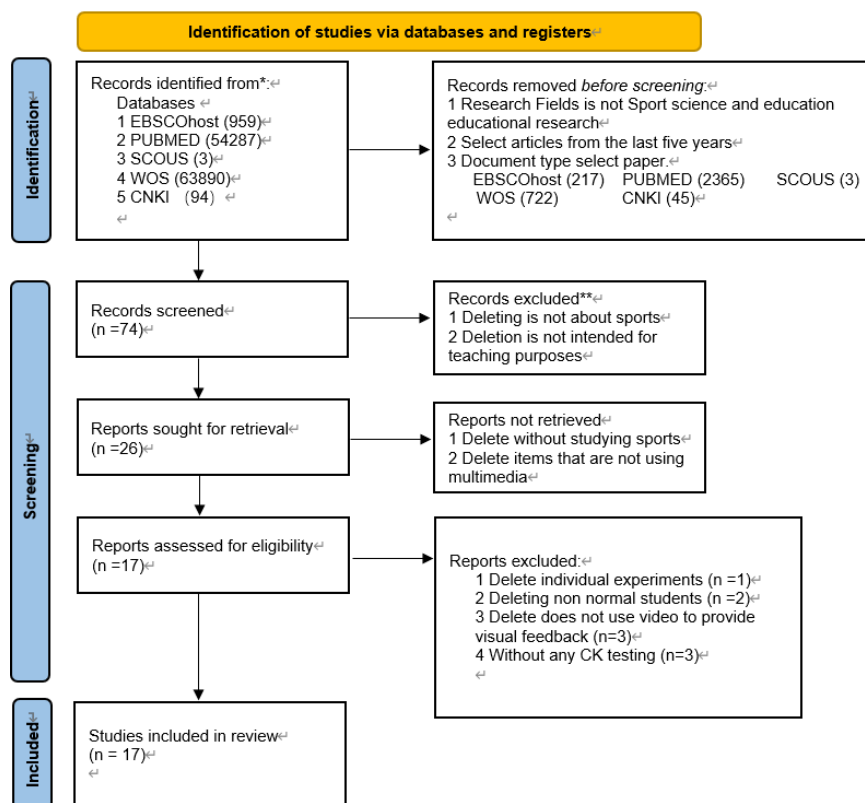 Identification of studies via databases and registers↵
Identification↵
Records identified from*:↵
Databases ↵
1 EBSCOhost (959)↵
2 PUBMED (54287)↵
3 SCOUS (3)↵
4 WOS (63890)↵
5 CNKI (94) ↵
↵
Records removed before screening:↵
1 Research Fields is not Sport science and education
educational research↵
2 Select articles from the last five years↵
3 Document type select paper.↵
EBSCOhost (217) PUBMED (2365) SCOUS (3)↵
WOS (722) CNKI (45)↵
↵
Screening↵
Records screened↵
(n =74)↵
Records excluded**↵
1 Deleting is not about sports↵
2 Deletion is not intended for
teaching purposes↵
Reports sought for retrieval↵
(n =26)↵
Reports not retrieved↵
1 Delete without studying sports↵
2 Delete items that are not using
multimedia↵
Reports assessed for eligibility↵
(n =17)↵
Reports excluded:↵
1 Delete individual experiments (n =1)↵
2 Deleting non normal students (n =2)↵
3 Delete does not use video to provide
visual feedback (n=3)↵
4 Without any CK testing (n=3)↵
↵
Included↵
Studies included in review↵
(n = 17)↵
↵